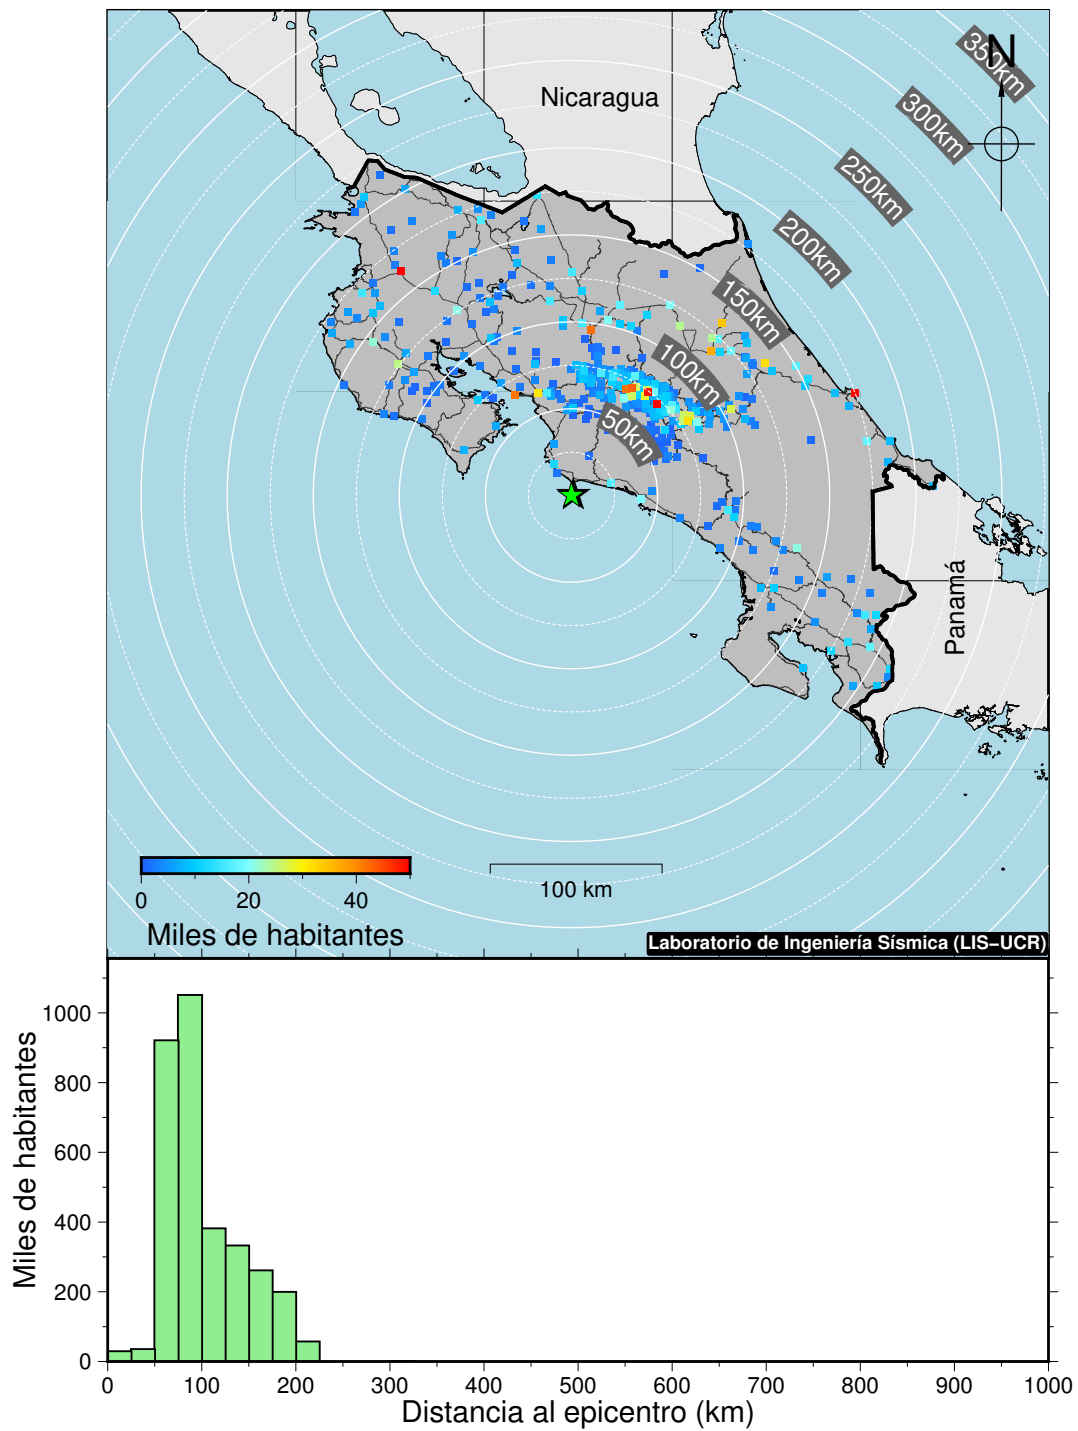 N
350km
300km
250km
200km
150km
100km
50km
Nicaragua
Panamá
0
20
40
Miles de habitantes
100 km
Laboratorio de Ingeniería Sísmica (LIS−UCR)
1000
800
600
400
200
0
Miles de habitantes
0 100 200 300 400 500 600 700 800 900 1000
Distancia al epicentro (km)